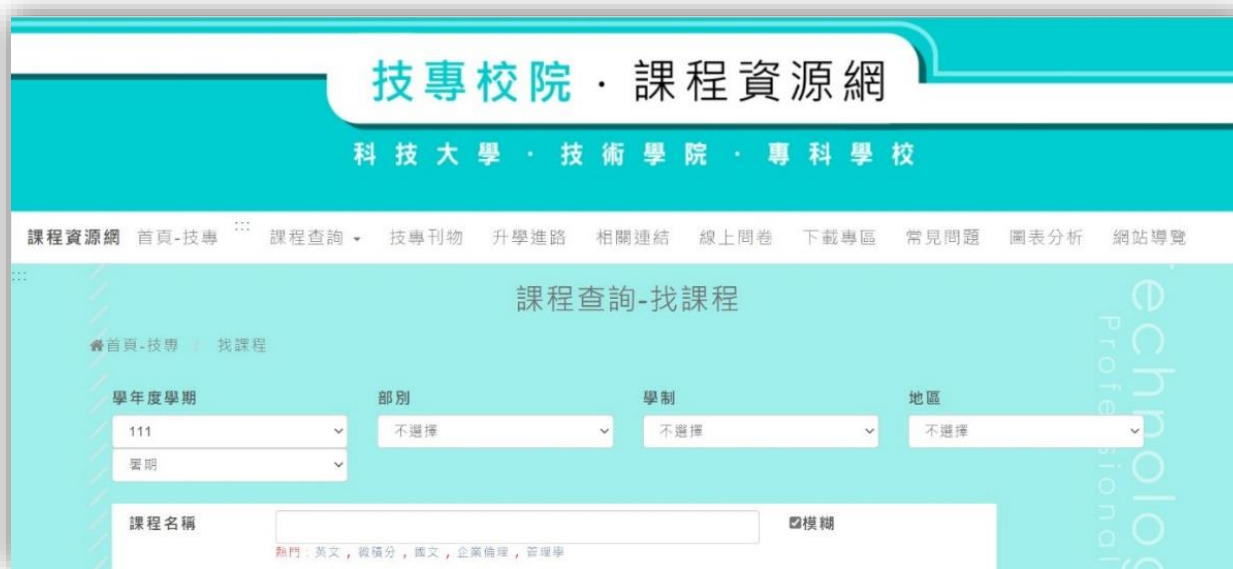 技專校院·課程資源網
科技大學·技術學院·專科學校
課程資源網 首頁-技專 ::: 課程查詢 技專刊物 升學進路 相關連結 線上問卷 下載專區 常見問題 圖表分析 網站導覽
:::
課程查詢-找課程
首頁-技專 / 找課程
學年度學期 部別 學制 地區
111 不選擇 不選擇 不選擇
暑期
課程名稱 模糊
熱門：英文，微積分，國文，企業倫理，管理學
Technolog
Professional